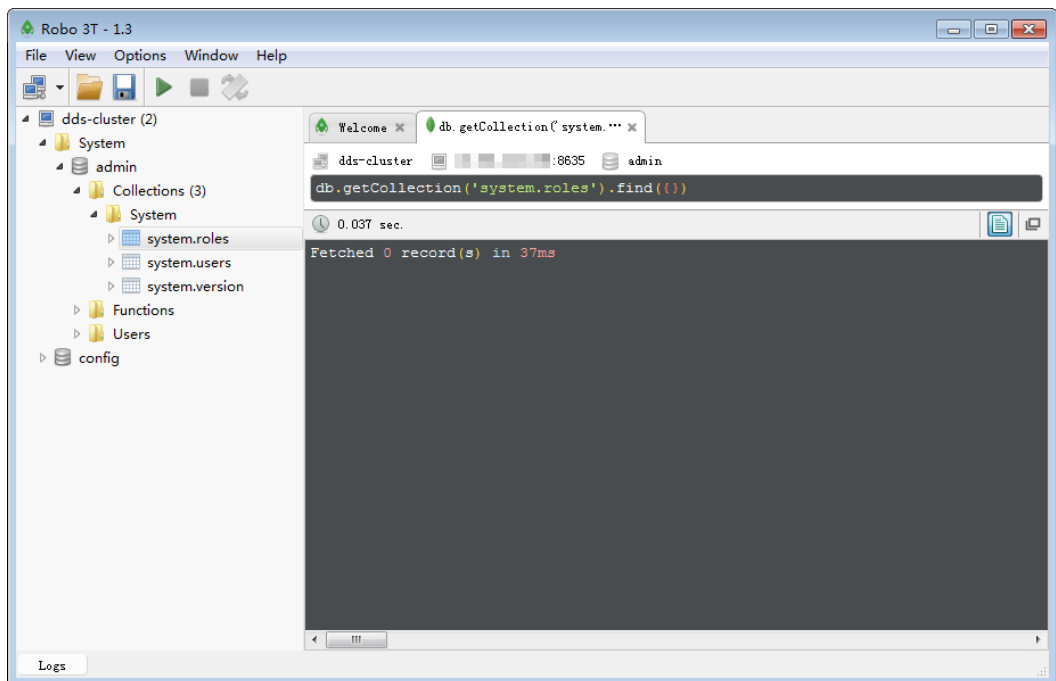 Robo 3T - 1.3
File View Options Window Help
dds-cluster (2)
System
admin
Collections (3)
System
system.roles
system.users
system.version
Functions
Users
config
Welcome
db.getCollection('system.…
dds-cluster :8635 admin
db.getCollection('system.roles').find({})
0.037 sec.
Fetched 0 record(s) in 37ms
Logs